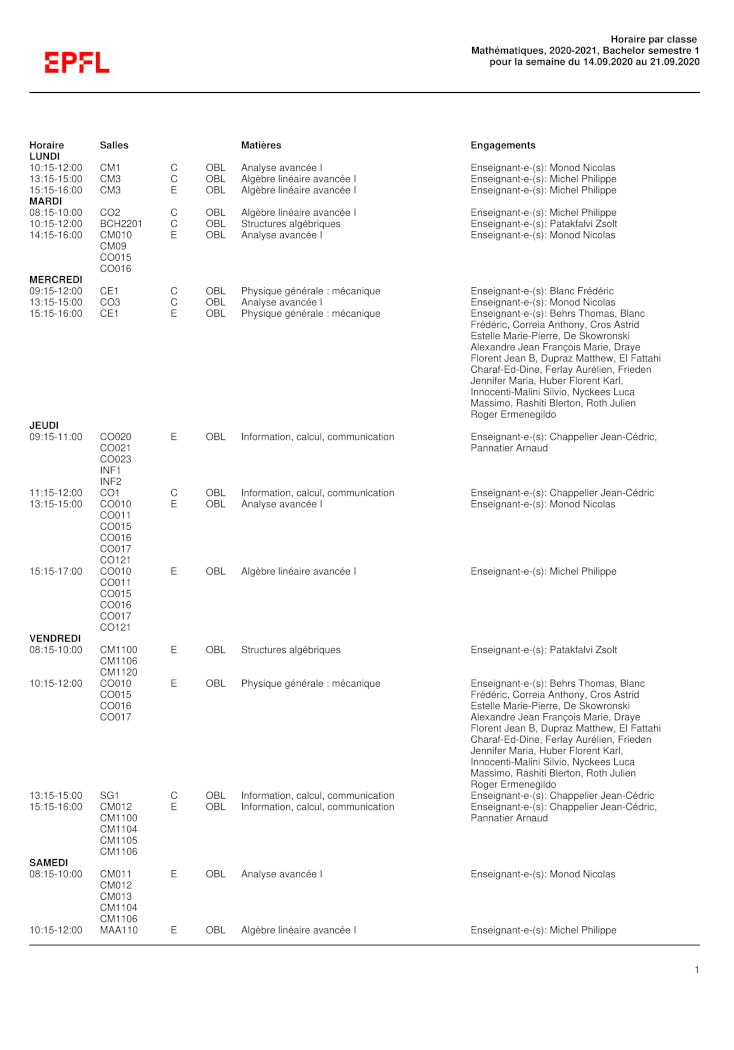 EPFL
Horaire par classe
Mathématiques, 2020-2021, Bachelor semestre 1
pour la semaine du 14.09.2020 au 21.09.2020
Horaire Salles Matières Engagements
LUNDI
10:15-12:00 CM1 C OBL Analyse avancée I Enseignant-e-(s): Monod Nicolas
13:15-15:00 CM3 C OBL Algèbre linéaire avancée I Enseignant-e-(s): Michel Philippe
15:15-16:00 CM3 E OBL Algèbre linéaire avancée I Enseignant-e-(s): Michel Philippe
MARDI
08:15-10:00 CO2 C OBL Algèbre linéaire avancée I Enseignant-e-(s): Michel Philippe
10:15-12:00 BCH2201 C OBL Structures algébriques Enseignant-e-(s): Patakfalvi Zsolt
14:15-16:00 CM010 E OBL Analyse avancée I Enseignant-e-(s): Monod Nicolas
CM09
CO015
CO016
MERCREDI
09:15-12:00 CE1 C OBL Physique générale : mécanique Enseignant-e-(s): Blanc Frédéric
13:15-15:00 CO3 C OBL Analyse avancée I Enseignant-e-(s): Monod Nicolas
15:15-16:00 CE1 E OBL Physique générale : mécanique Enseignant-e-(s): Behrs Thomas, Blanc
Frédéric, Correia Anthony, Cros Astrid
Estelle Marie-Pierre, De Skowronski
Alexandre Jean François Marie, Draye
Florent Jean B, Dupraz Matthew, El Fattahi
Charaf-Ed-Dine, Ferlay Aurélien, Frieden
Jennifer Maria, Huber Florent Karl,
Innocenti-Malini Silvio, Nyckees Luca
Massimo, Rashiti Blerton, Roth Julien
Roger Ermenegildo
JEUDI
09:15-11:00 CO020 E OBL Information, calcul, communication Enseignant-e-(s): Chappelier Jean-Cédric,
CO021 Pannatier Arnaud
CO023
INF1
INF2
11:15-12:00 CO1 C OBL Information, calcul, communication Enseignant-e-(s): Chappelier Jean-Cédric
13:15-15:00 CO010 E OBL Analyse avancée I Enseignant-e-(s): Monod Nicolas
CO011
CO015
CO016
CO017
CO121
15:15-17:00 CO010 E OBL Algèbre linéaire avancée I Enseignant-e-(s): Michel Philippe
CO011
CO015
CO016
CO017
CO121
VENDREDI
08:15-10:00 CM1100 E OBL Structures algébriques Enseignant-e-(s): Patakfalvi Zsolt
CM1106
CM1120
10:15-12:00 CO010 E OBL Physique générale : mécanique Enseignant-e-(s): Behrs Thomas, Blanc
CO015 Frédéric, Correia Anthony, Cros Astrid
CO016 Estelle Marie-Pierre, De Skowronski
CO017 Alexandre Jean François Marie, Draye
Florent Jean B, Dupraz Matthew, El Fattahi
Charaf-Ed-Dine, Ferlay Aurélien, Frieden
Jennifer Maria, Huber Florent Karl,
Innocenti-Malini Silvio, Nyckees Luca
Massimo, Rashiti Blerton, Roth Julien
Roger Ermenegildo
13:15-15:00 SG1 C OBL Information, calcul, communication Enseignant-e-(s): Chappelier Jean-Cédric
15:15-16:00 CM012 E OBL Information, calcul, communication Enseignant-e-(s): Chappelier Jean-Cédric,
CM1100 Pannatier Arnaud
CM1104
CM1105
CM1106
SAMEDI
08:15-10:00 CM011 E OBL Analyse avancée I Enseignant-e-(s): Monod Nicolas
CM012
CM013
CM1104
CM1106
10:15-12:00 MAA110 E OBL Algèbre linéaire avancée I Enseignant-e-(s): Michel Philippe
1